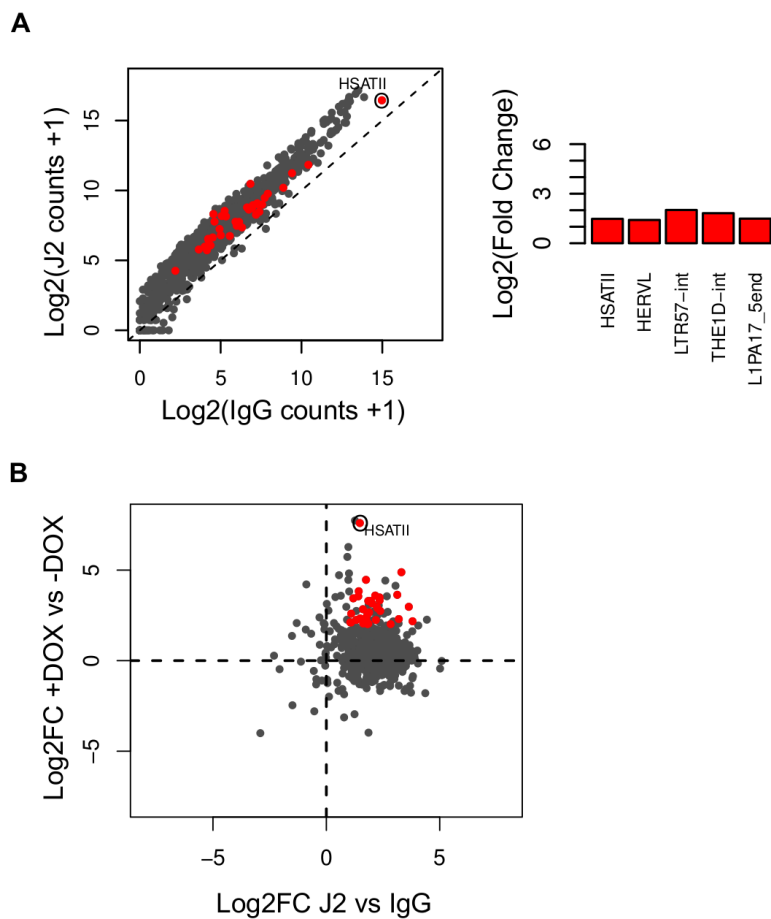 A
HSATII
Log2(J2 counts +1)
0
5
10
15
0
5
10
15
Log2(IgG counts +1)
Log2(Fold Change)
0
3
6
HSATII
HERVL
LTR57−int
THE1D−int
L1PA17_5end
B
HSATII
Log2FC +DOX vs -DOX
−5
0
5
−5
0
5
Log2FC J2 vs IgG